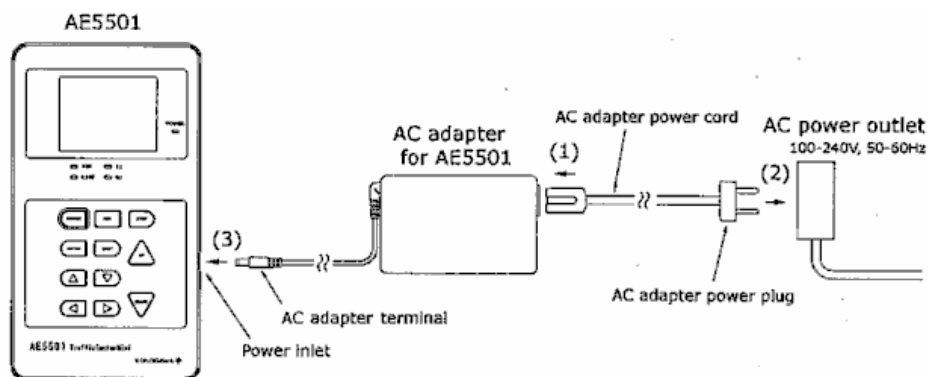 AE5501
POWER
AC adapter
for AE5501
(1)
AC adapter power cord
AC power outlet
100-240V, 50-60Hz
(2)
(3)
AC adapter terminal
Power inlet
AC adapter power plug
AE5501